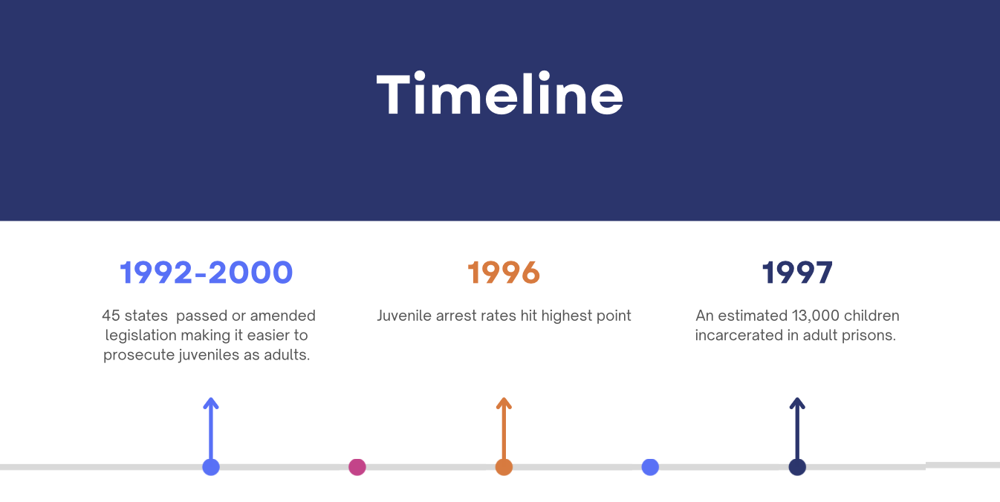 Timeline
1992-2000
45 states  passed or amended
legislation making it easier to
prosecute juveniles as adults.
1996
Juvenile arrest rates hit highest point
1997
An estimated 13,000 children
incarcerated in adult prisons.